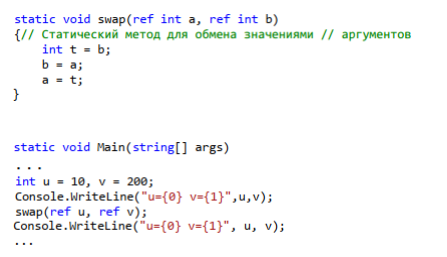 static void swap(ref int a, ref int b)
{// Статический метод для обмена значениями // аргументов
int t = b;
b = a;
a = t;
}
static void Main(string[] args)
...
int u = 10, v = 200;
Console.WriteLine("u={0} v={1}",u,v);
swap(ref u, ref v);
Console.WriteLine("u={0} v={1}", u, v);
...